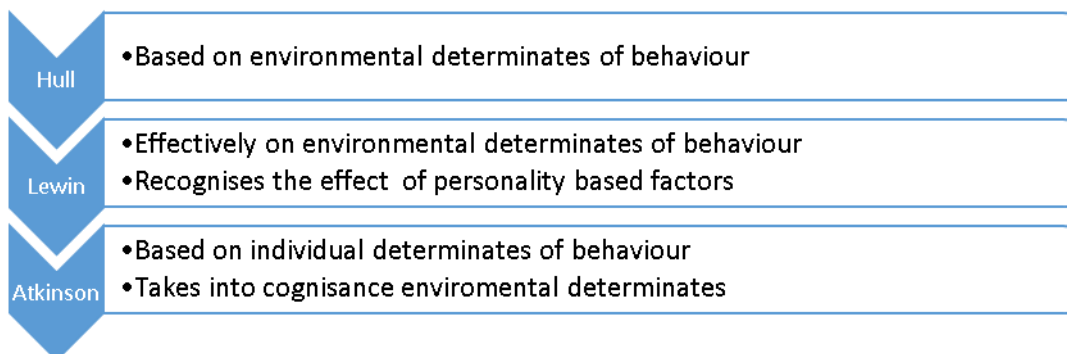 Hull
•Based on environmental determinates of behaviour
Lewin
•Effectively on environmental determinates of behaviour
•Recognises the effect of personality based factors
Atkinson
•Based on individual determinates of behaviour
•Takes into cognisance enviromental determinates